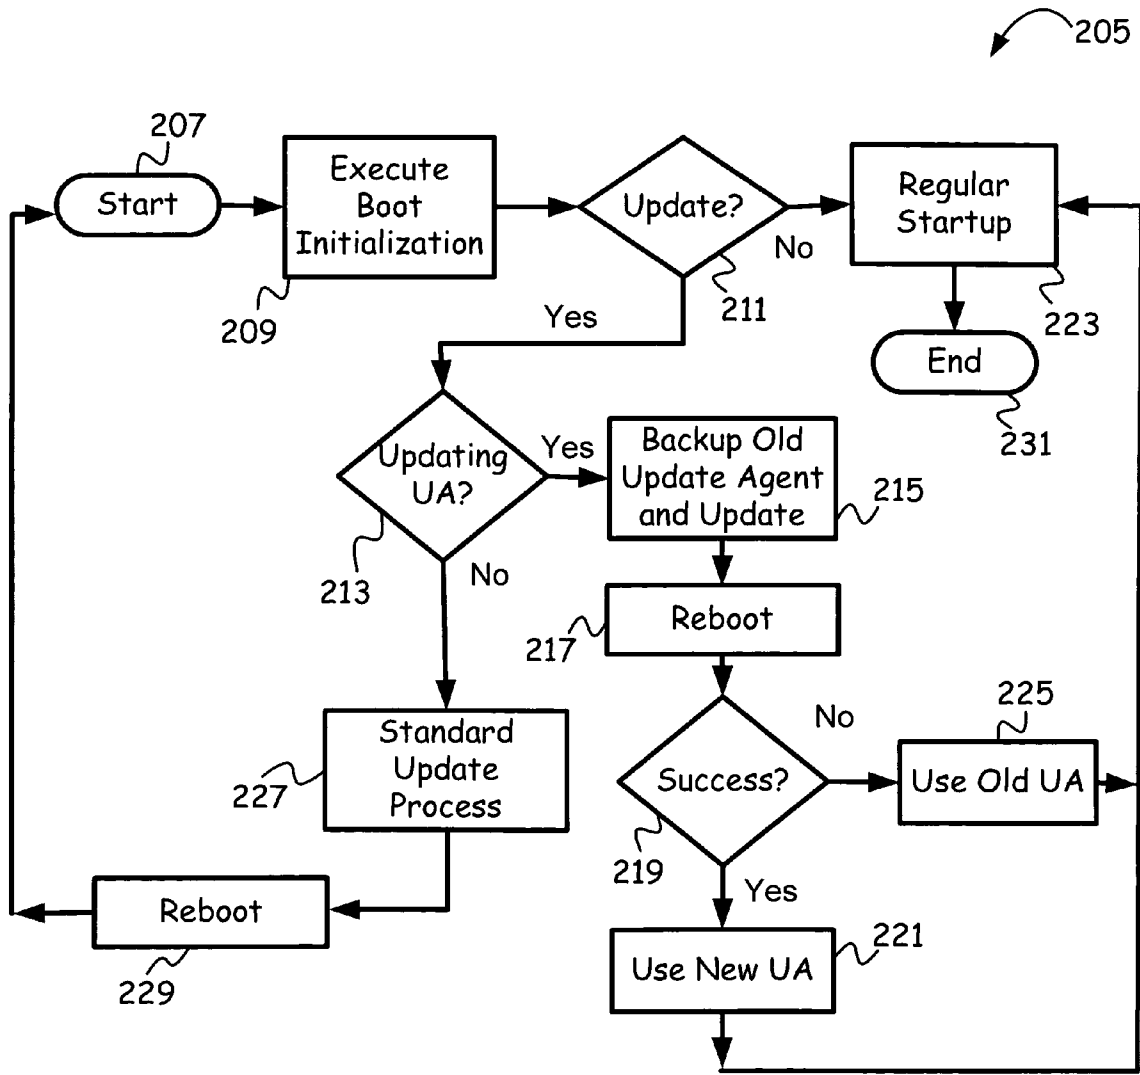 205
207
Start
Execute
Boot
Initialization
209
Update?
No
211
Yes
Regular
Startup
223
End
231
Updating
UA?
Yes
213
No
Backup Old
Update Agent
and Update
215
Reboot
217
Success?
No
219
Yes
225
Use Old UA
Standard
Update
Process
227
Reboot
229
Use New UA
221